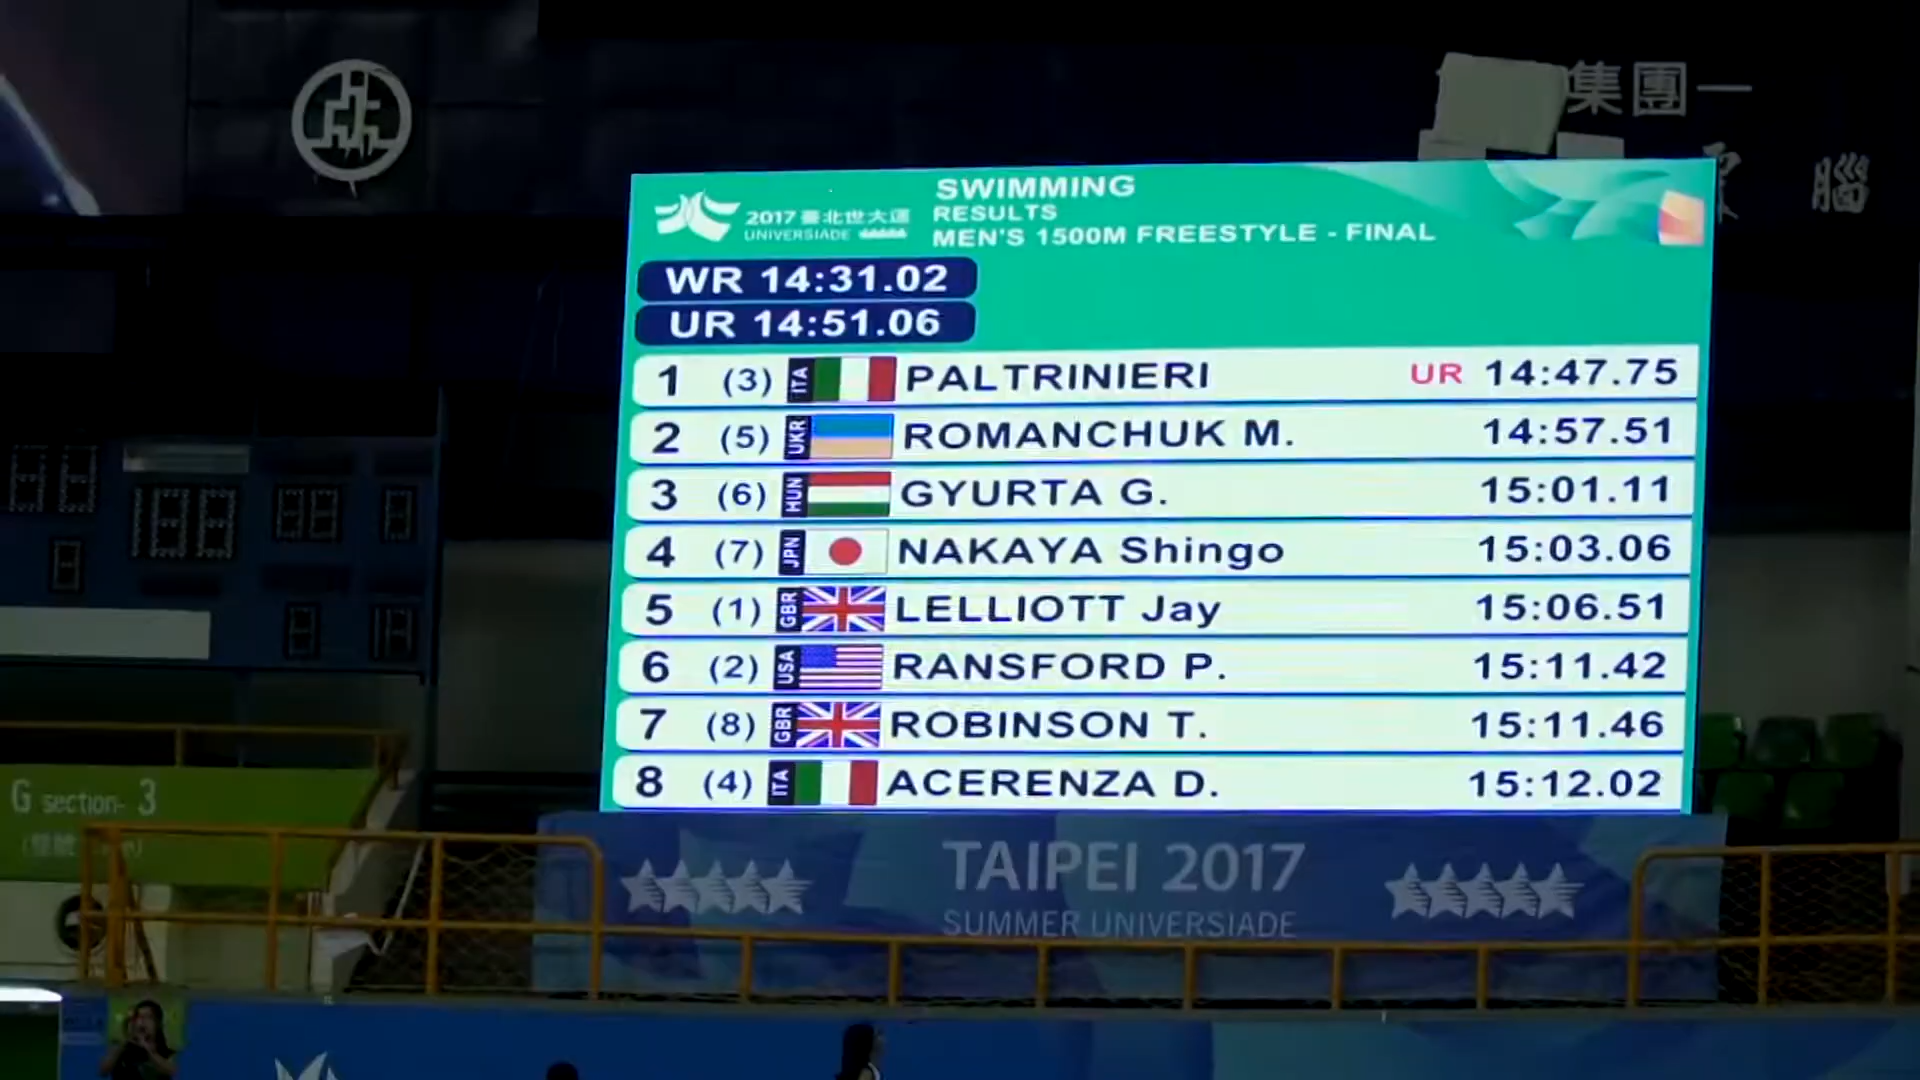 集團一
腦
SWIMMING
2017 臺北世大運
UNIVERSIADE
RESULTS
MEN'S 1500M FREESTYLE - FINAL
WR 14:31.02
UR 14:51.06
1 (3) ITA PALTRINIERI UR 14:47.75
2 (5) UKR ROMANCHUK M. 14:57.51
3 (6) HUN GYURTA G. 15:01.11
4 (7) JPN NAKAYA Shingo 15:03.06
5 (1) GBR LELLIOTT Jay 15:06.51
6 (2) USA RANSFORD P. 15:11.42
7 (8) GBR ROBINSON T. 15:11.46
8 (4) ITA ACERENZA D. 15:12.02
G section- 3
TAIPEI 2017
SUMMER UNIVERSIADE